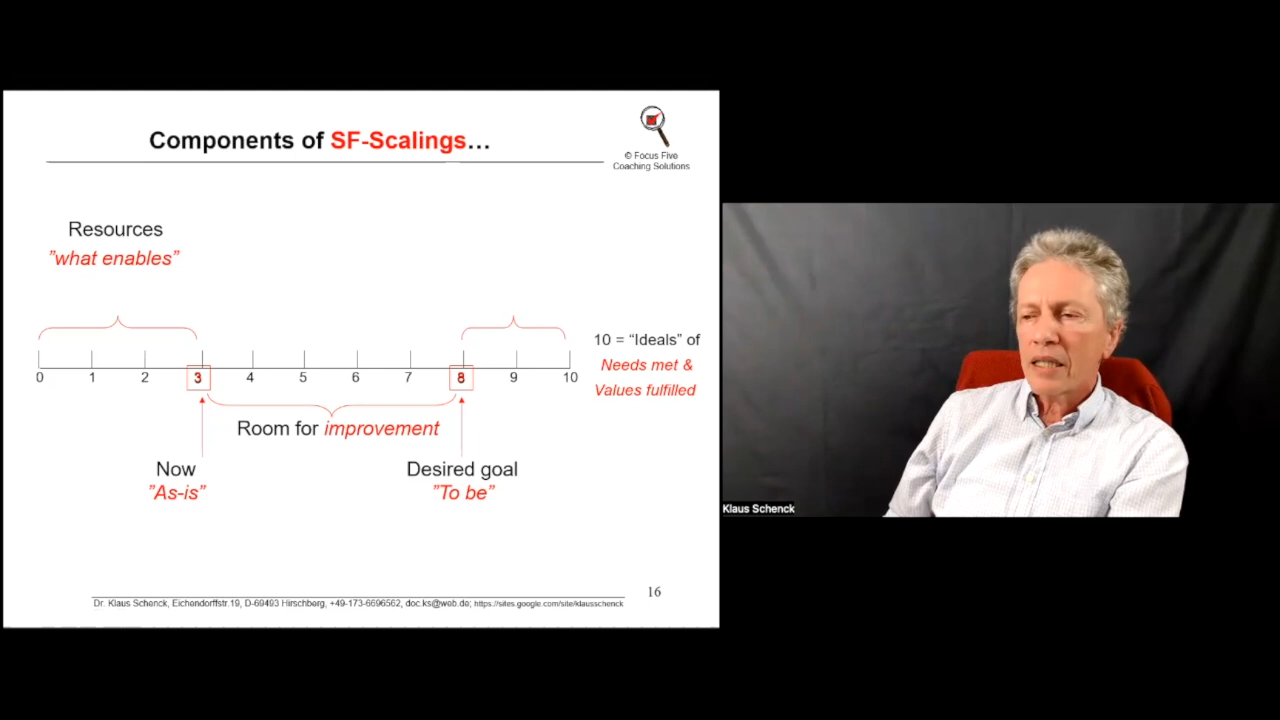 Components of SF-Scalings...
© Focus Five
Coaching Solutions
Resources
"what enables"
10 = “Ideals” of
Needs met &
Values fulfilled
0 1 2 3 4 5 6 7 8 9 10
Room for improvement
Now
"As-is"
Desired goal
"To be"
Klaus Schenck
16
Dr. Klaus Schenck, Eichendorffstr.19, D-69493 Hirschberg, +49-173-6696562, doc.ks@web.de; https://sites.google.com/site/klausschenck